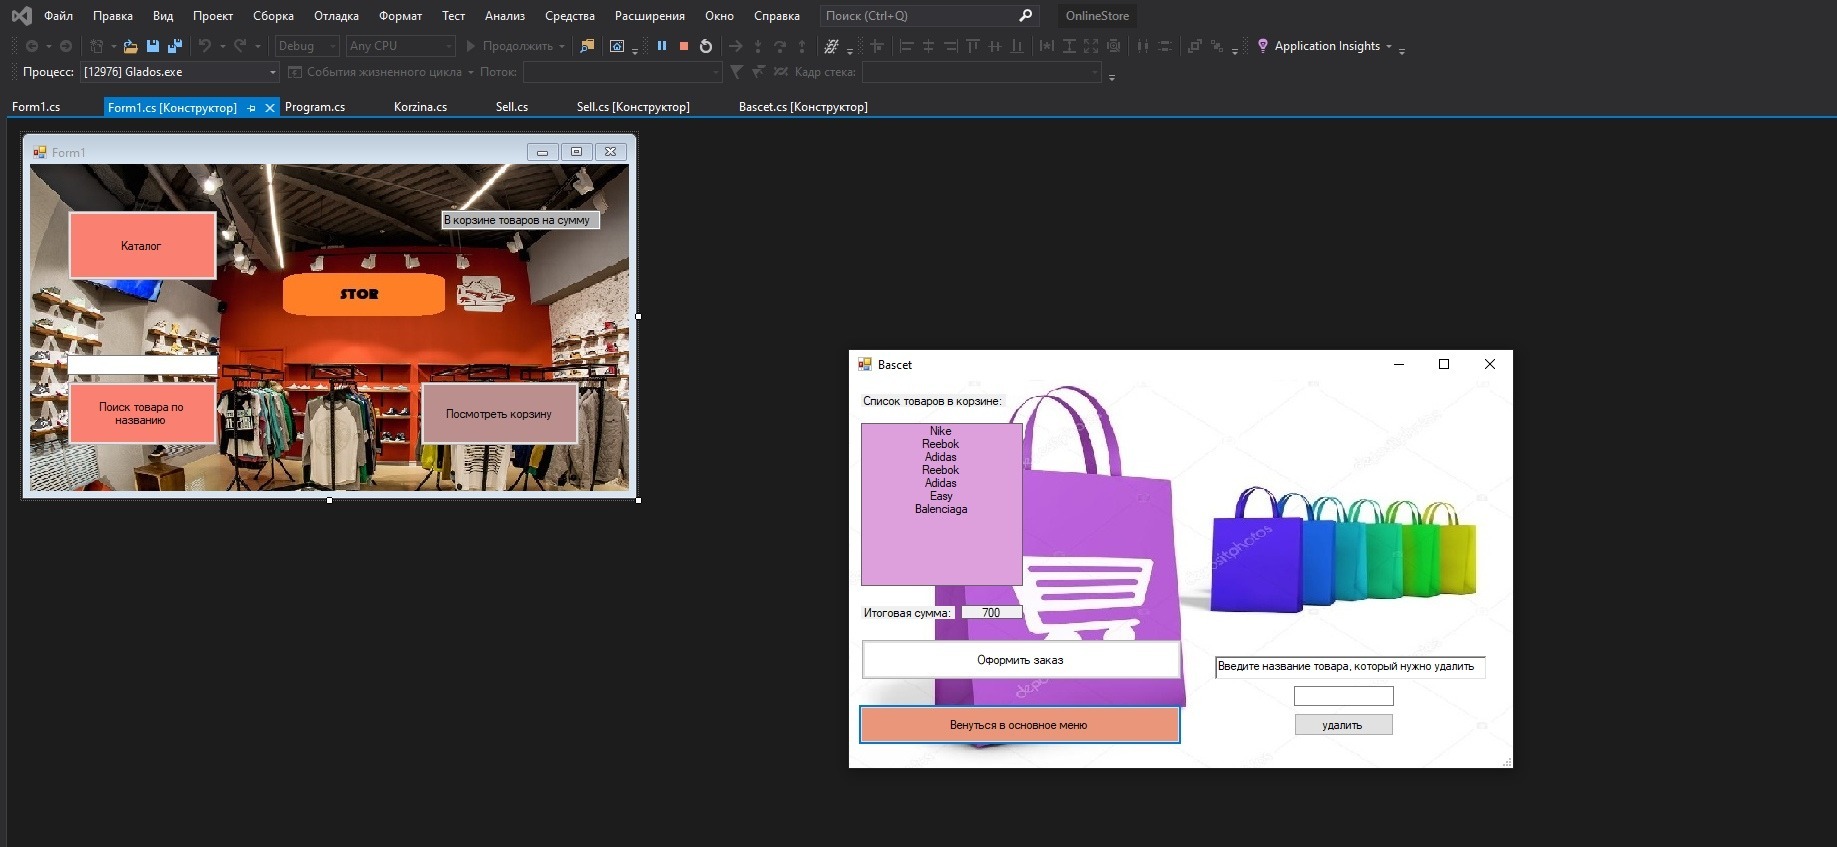 Файл Правка Вид Проект Сборка Отладка Формат Тест Анализ Средства Расширения Окно Справка Поиск (Ctrl+Q) OnlineStore
Debug Any CPU Продолжить Application Insights
Процесс: [12976] Glados.exe События жизненного цикла Поток: Кадр стека:
Form1.cs Form1.cs [Конструктор] Program.cs Korzina.cs Sell.cs Sell.cs [Конструктор] Bascet.cs [Конструктор]
Form1
В корзине товаров на сумму
Каталог
STOR
Поиск товара по
названию
Посмотреть корзину
Bascet
Список товаров в корзине:
Nike
Reebok
Adidas
Reebok
Adidas
Easy
Balenciaga
Итоговая сумма: 700
Оформить заказ
Венуться в основное меню
Введите название товара, который нужно удалить
удалить
depositphotos